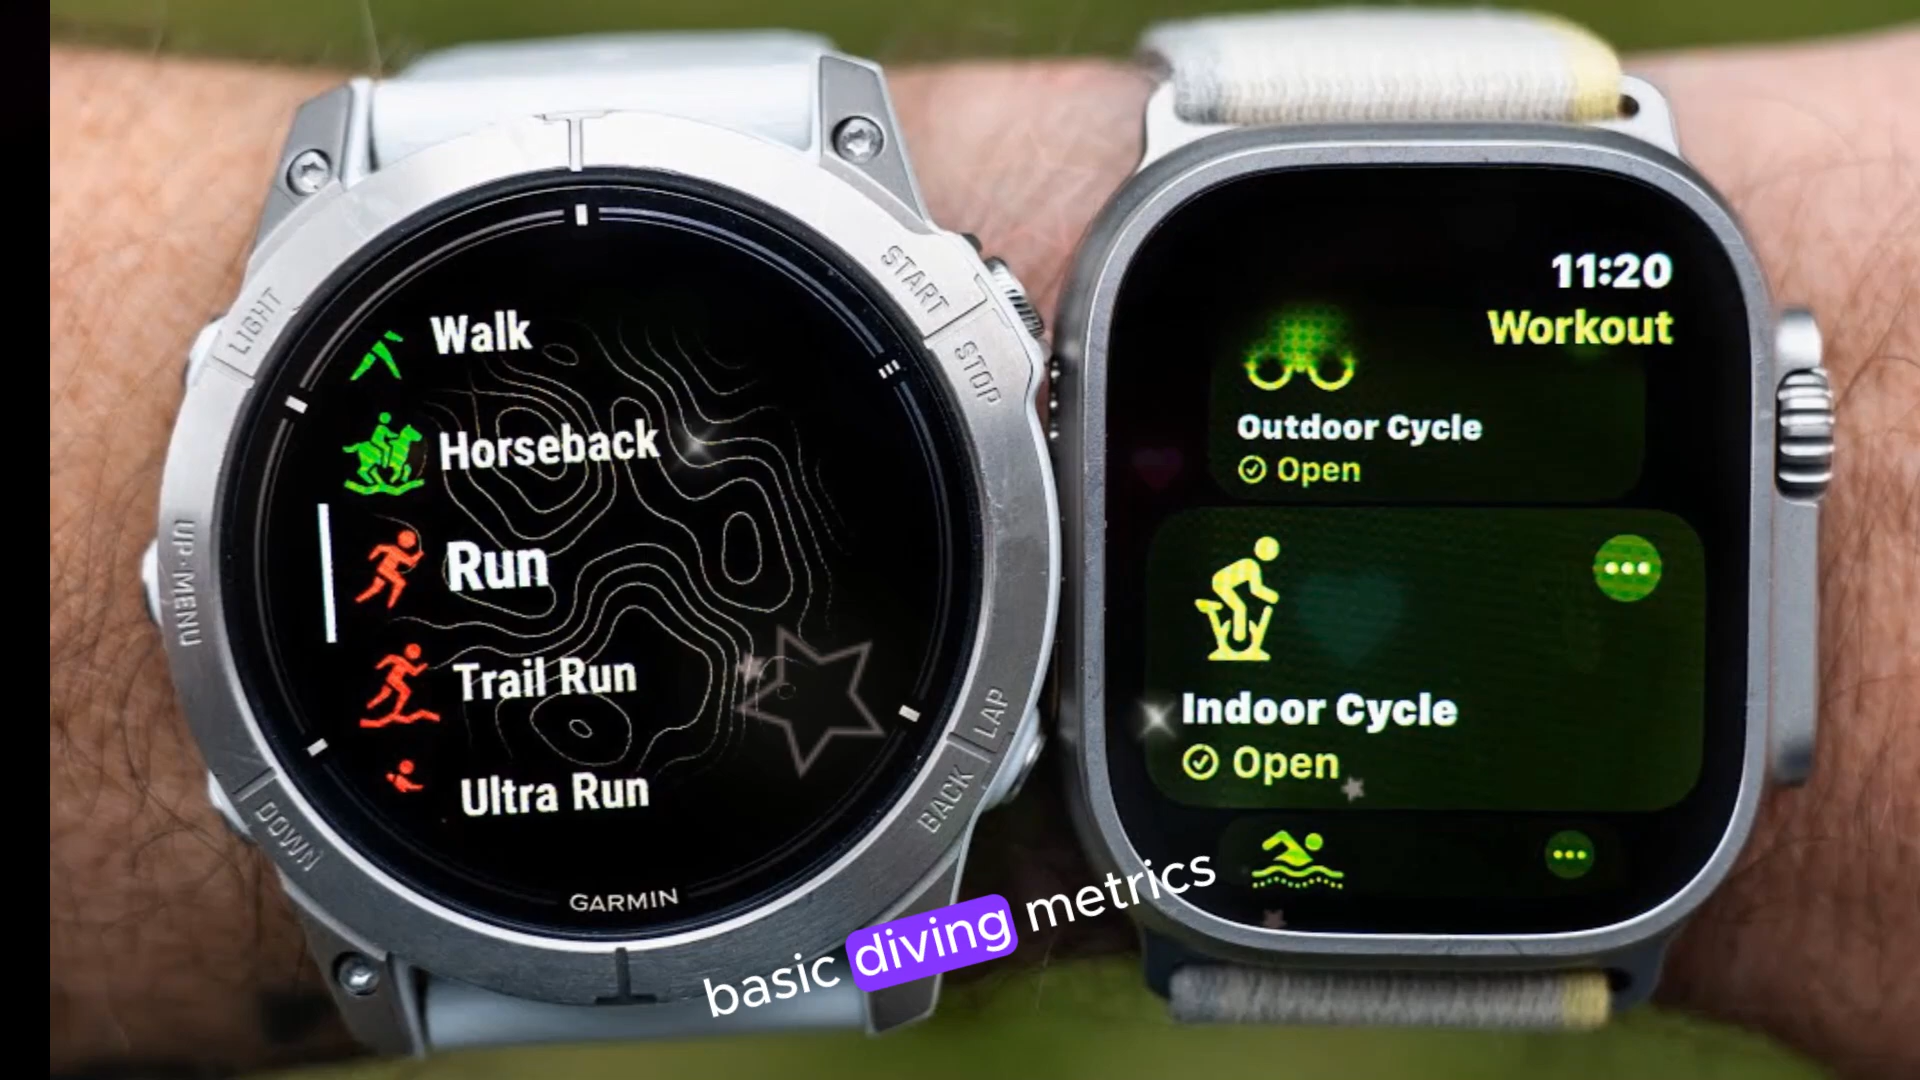 LIGHT
START
STOP
UP·MENU
DOWN
LAP
BACK
Walk
Horseback
Run
Trail Run
Ultra Run
GARMIN
11:20
Workout
Outdoor Cycle
Open
Indoor Cycle
Open
basic diving metrics